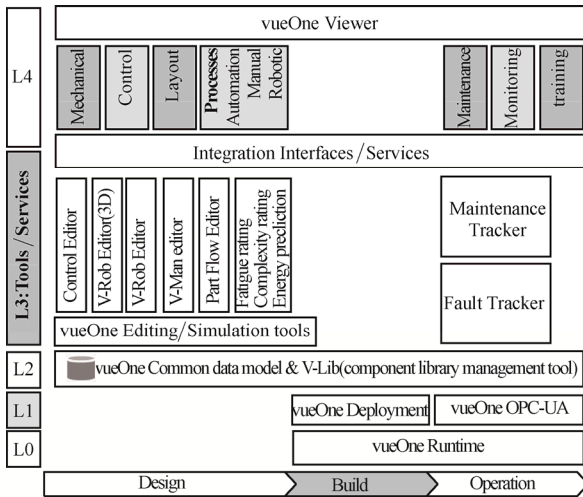 vueOne Viewer
L4
Mechanical
Control
Layout
Processes
Automation
Manual
Robotic
Maintenance
Monitoring
training
Integration Interfaces/Services
L3:Tools/Services
Control Editor
V-Rob Editor(3D)
V-Rob Editor
V-Man editor
Part Flow Editor
Fatigue rating
Complexity rating
Energy prection
Maintenance
Tracker
Fault Tracker
vueOne Editing/Simulation tools
L2
vueOne Common data model & V-Lib(component library management tool)
L1
vueOne Deployment
vueOne OPC-UA
L0
vueOne Runtime
Design
Build
Operation